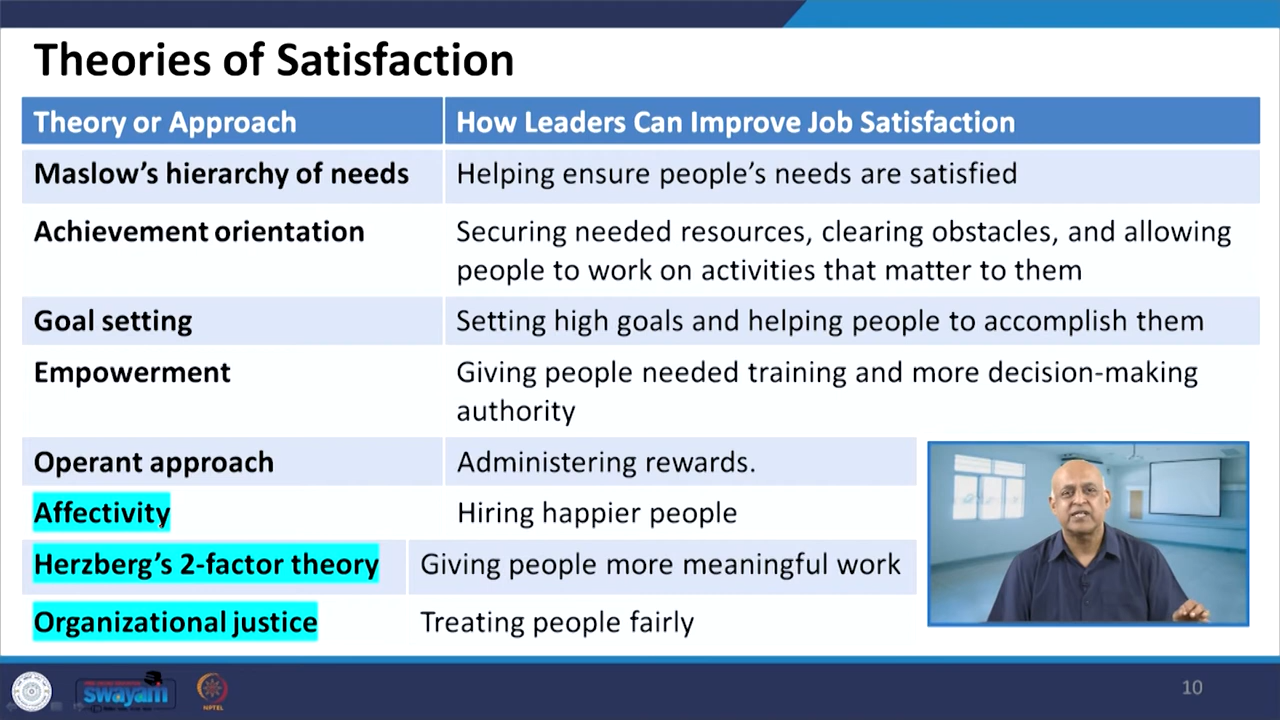 Theories of Satisfaction
Theory or Approach
How Leaders Can Improve Job Satisfaction
Maslow's hierarchy of needs
Helping ensure people's needs are satisfied
Achievement orientation
Securing needed resources, clearing obstacles, and allowing
people to work on activities that matter to them
Goal setting
Setting high goals and helping people to accomplish them
Empowerment
Giving people needed training and more decision-making
authority
Operant approach
Administering rewards.
Affectivity
Hiring happier people
Herzberg's 2-factor theory
Giving people more meaningful work
Organizational justice
Treating people fairly
swayam
NPTEL
10